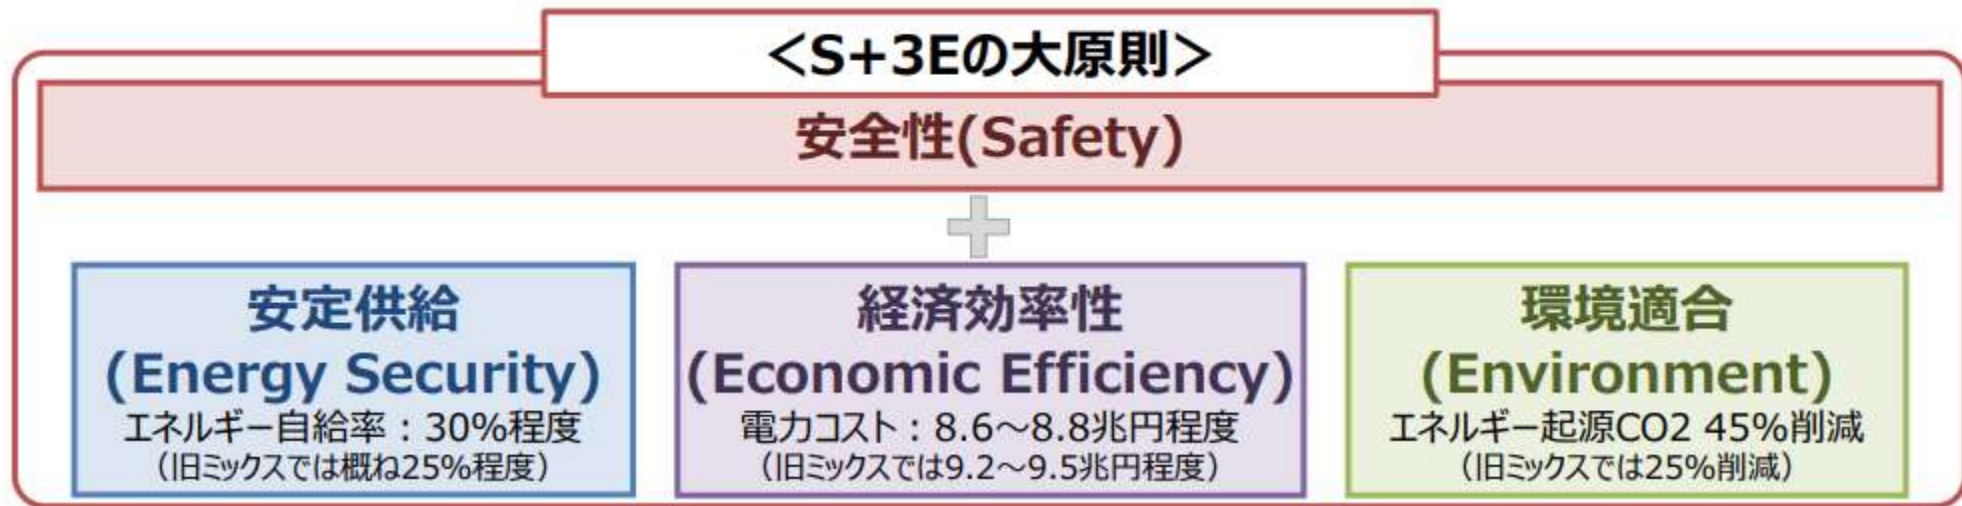 ＜S+3Eの大原則＞
安全性(Safety)
安定供給
(Energy Security)
エネルギー自給率：30%程度
（旧ミックスでは概ね25%程度）
経済効率性
(Economic Efficiency)
電力コスト：8.6～8.8兆円程度
（旧ミックスでは9.2～9.5兆円程度）
環境適合
(Environment)
エネルギー起源CO2 45%削減
（旧ミックスでは25%削減）